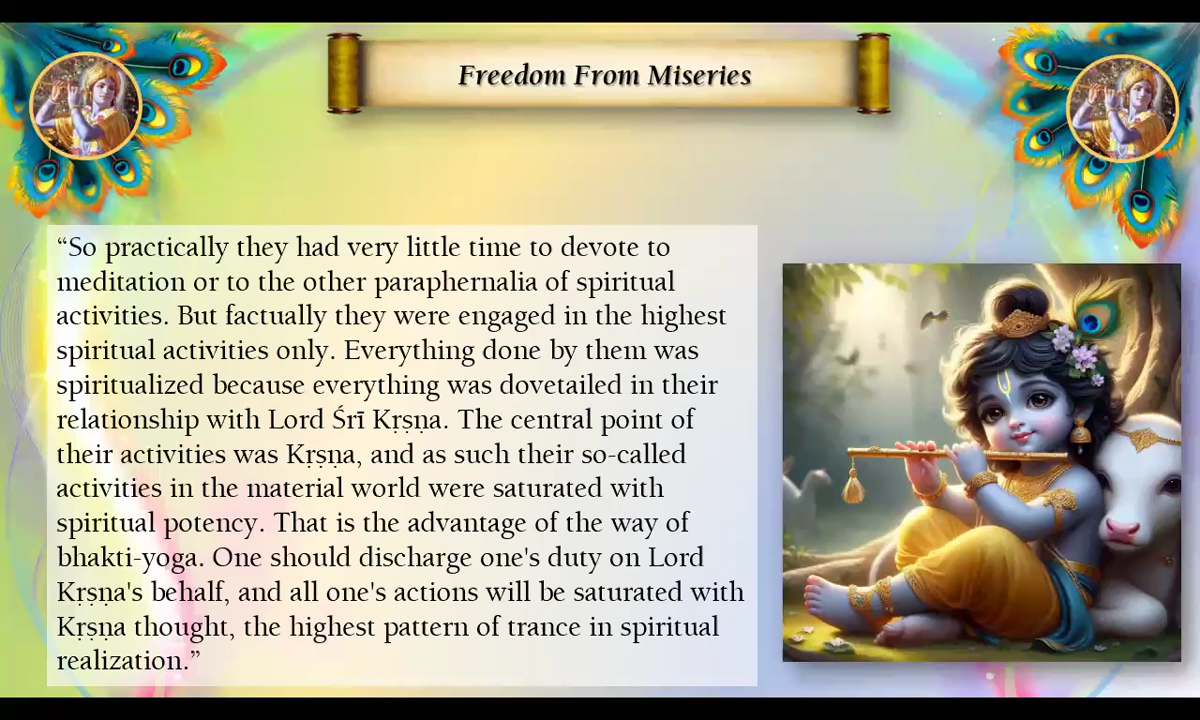 Freedom From Miseries
“So practically they had very little time to devote to
meditation or to the other paraphernalia of spiritual
activities. But factually they were engaged in the highest
spiritual activities only. Everything done by them was
spiritualized because everything was dovetailed in their
relationship with Lord Śrī Kṛṣṇa. The central point of
their activities was Kṛṣṇa, and as such their so-called
activities in the material world were saturated with
spiritual potency. That is the advantage of the way of
bhakti-yoga. One should discharge one's duty on Lord
Kṛṣṇa's behalf, and all one's actions will be saturated with
Kṛṣṇa thought, the highest pattern of trance in spiritual
realization.”